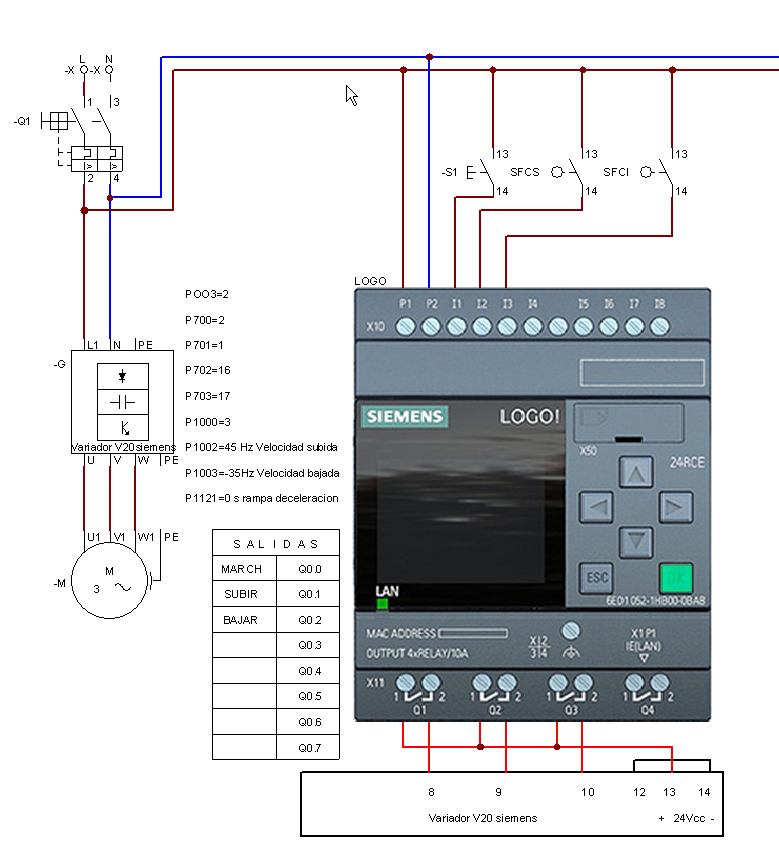 L N
-X -X
1 3
-Q1
2 4
13 13 13
-S1 SFCS SFCI
14 14 14
LOGO
P1 P2 I1 I2 I3 I4 I5 I6 I7 I8
X10
POO3=2
P700=2
P701=1
P702=16
P703=17
P1000=3
P1002=45 Hz Velocidad subida
P1003=-35Hz Velocidad bajada
P1121=0 s rampa deceleracion
L1 N PE
-G
Variador V20 siemens
U V W PE
U1 V1 W1 PE
M
3
-M
SIEMENS LOGO!
X50
24RCE
ESC OK
6ED1 052-1HB00-0BA8
LAN
MAC ADDRESS
OUTPUT 4xRELAY/10A
X1 2
3 4
X1 P1
IE(LAN)
X11
1 2 1 2 1 2 1 2
Q1 Q2 Q3 Q4
S A L I D A S
MARCH Q0.0
SUBIR Q0.1
BAJAR Q0.2
Q0.3
Q0.4
Q0.5
Q0.6
Q0.7
8 9 10 12 13 14
Variador V20 siemens + 24Vcc -